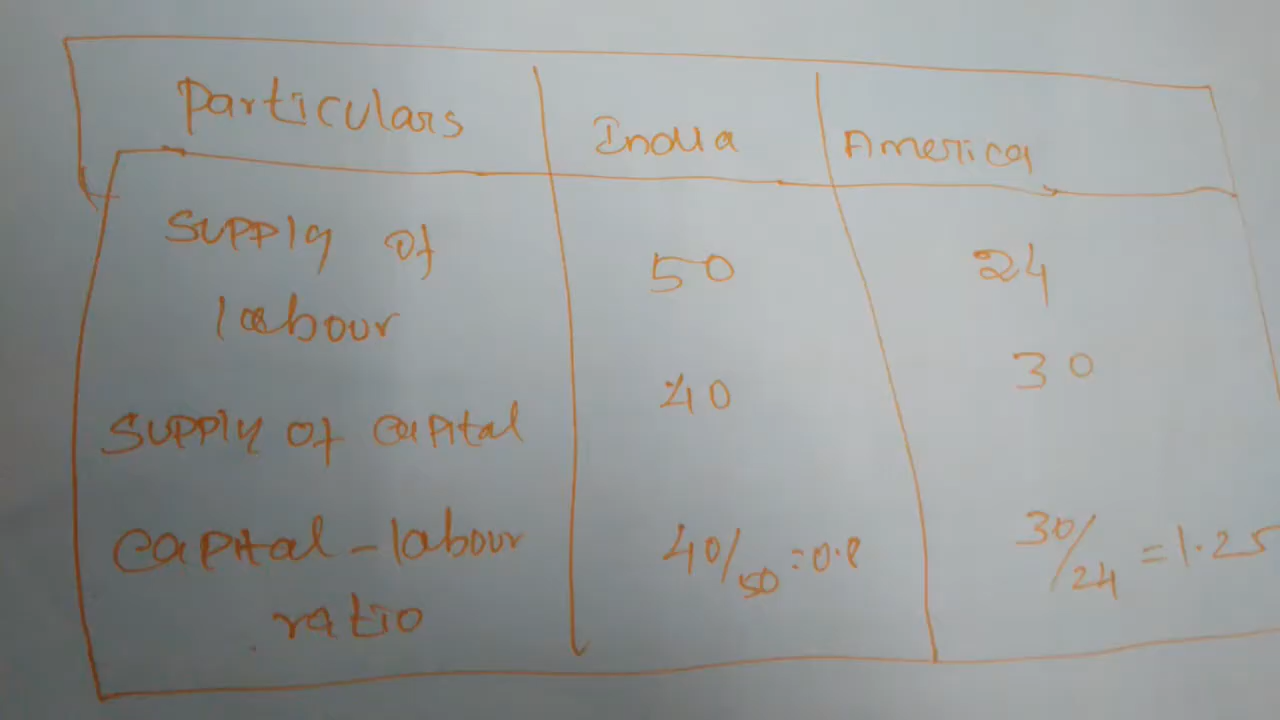 Particulars India America
Supply of 50 24
labour
Supply of capital 40 30
Capital-labour 40/50 = 0.8 30/24 = 1.25
ratio